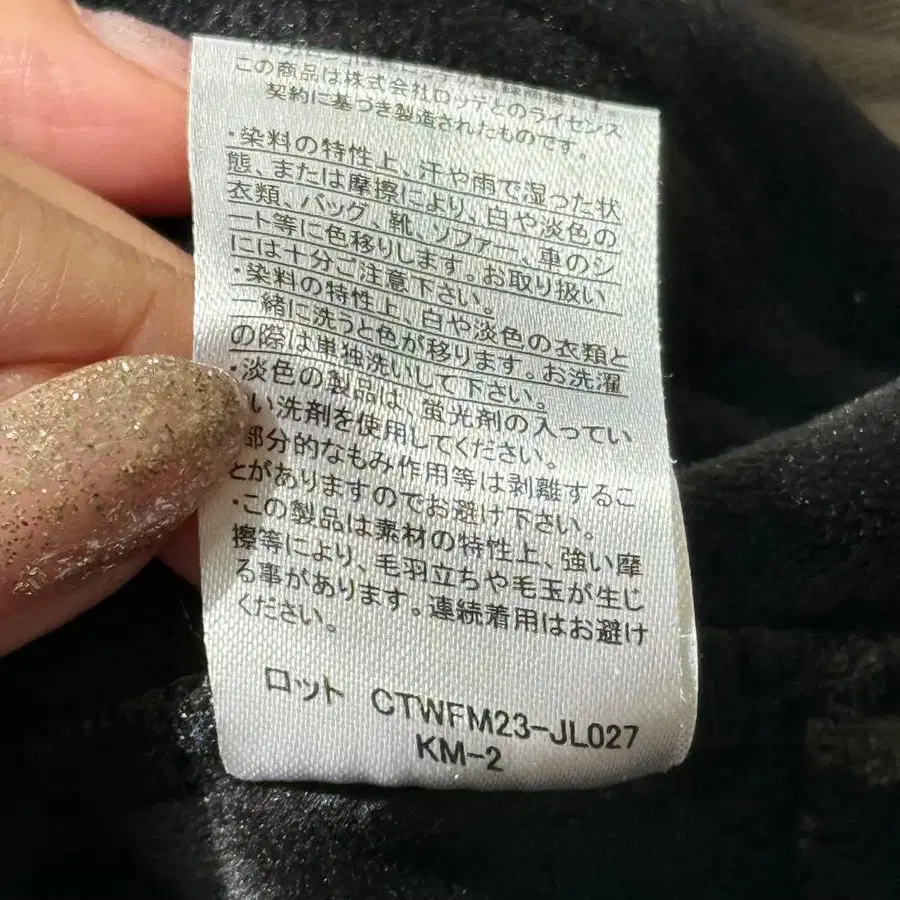 この商品は株式会社ロッテとのライセンス
契約に基づき製造されたものです。
・染料の特性上、汗や雨で湿った状
態、または摩擦により、白や淡色の
衣類、バッグ、靴、ソファー、車のシ
ート等に色移りします。お取り扱い
には十分ご注意下さい。
・染料の特性上、白や淡色の衣類と
一緒に洗うと色が移ります。お洗濯
の際は単独洗いして下さい。
・淡色の製品は、蛍光剤の入ってい
い洗剤を使用してください。
部分的なもみ作用等は剥離するこ
とがありますのでお避け下さい。
・この製品は素材の特性上、強い摩
擦等により、毛羽立ちや毛玉が生じ
る事があります。連続着用はお避け
ください。
ロット CTWFM23-JL027
KM-2